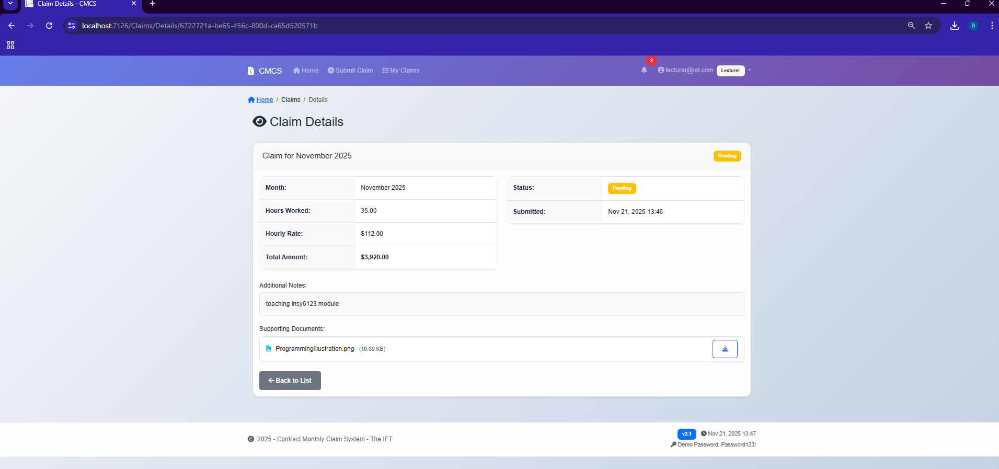 Claim Details - CMCS
localhost:7126/Claims/Details/6722721a-be65-456c-800d-ca65d520571b
R
CMCS Home Submit Claim My Claims 2 lecturer@iet.com Lecturer
Home / Claims / Details
Claim Details
Claim for November 2025 Pending
Month: November 2025 Status: Pending
Hours Worked: 35.00 Submitted: Nov 21, 2025 13:46
Hourly Rate: $112.00
Total Amount: $3,920.00
Additional Notes:
teaching insy6123 module
Supporting Documents:
ProgrammingIllustration.png (10.89 KB)
Back to List
© 2025 - Contract Monthly Claim System - The IET v2.1 Nov 21, 2025 13:47
Demo Password: Password123!